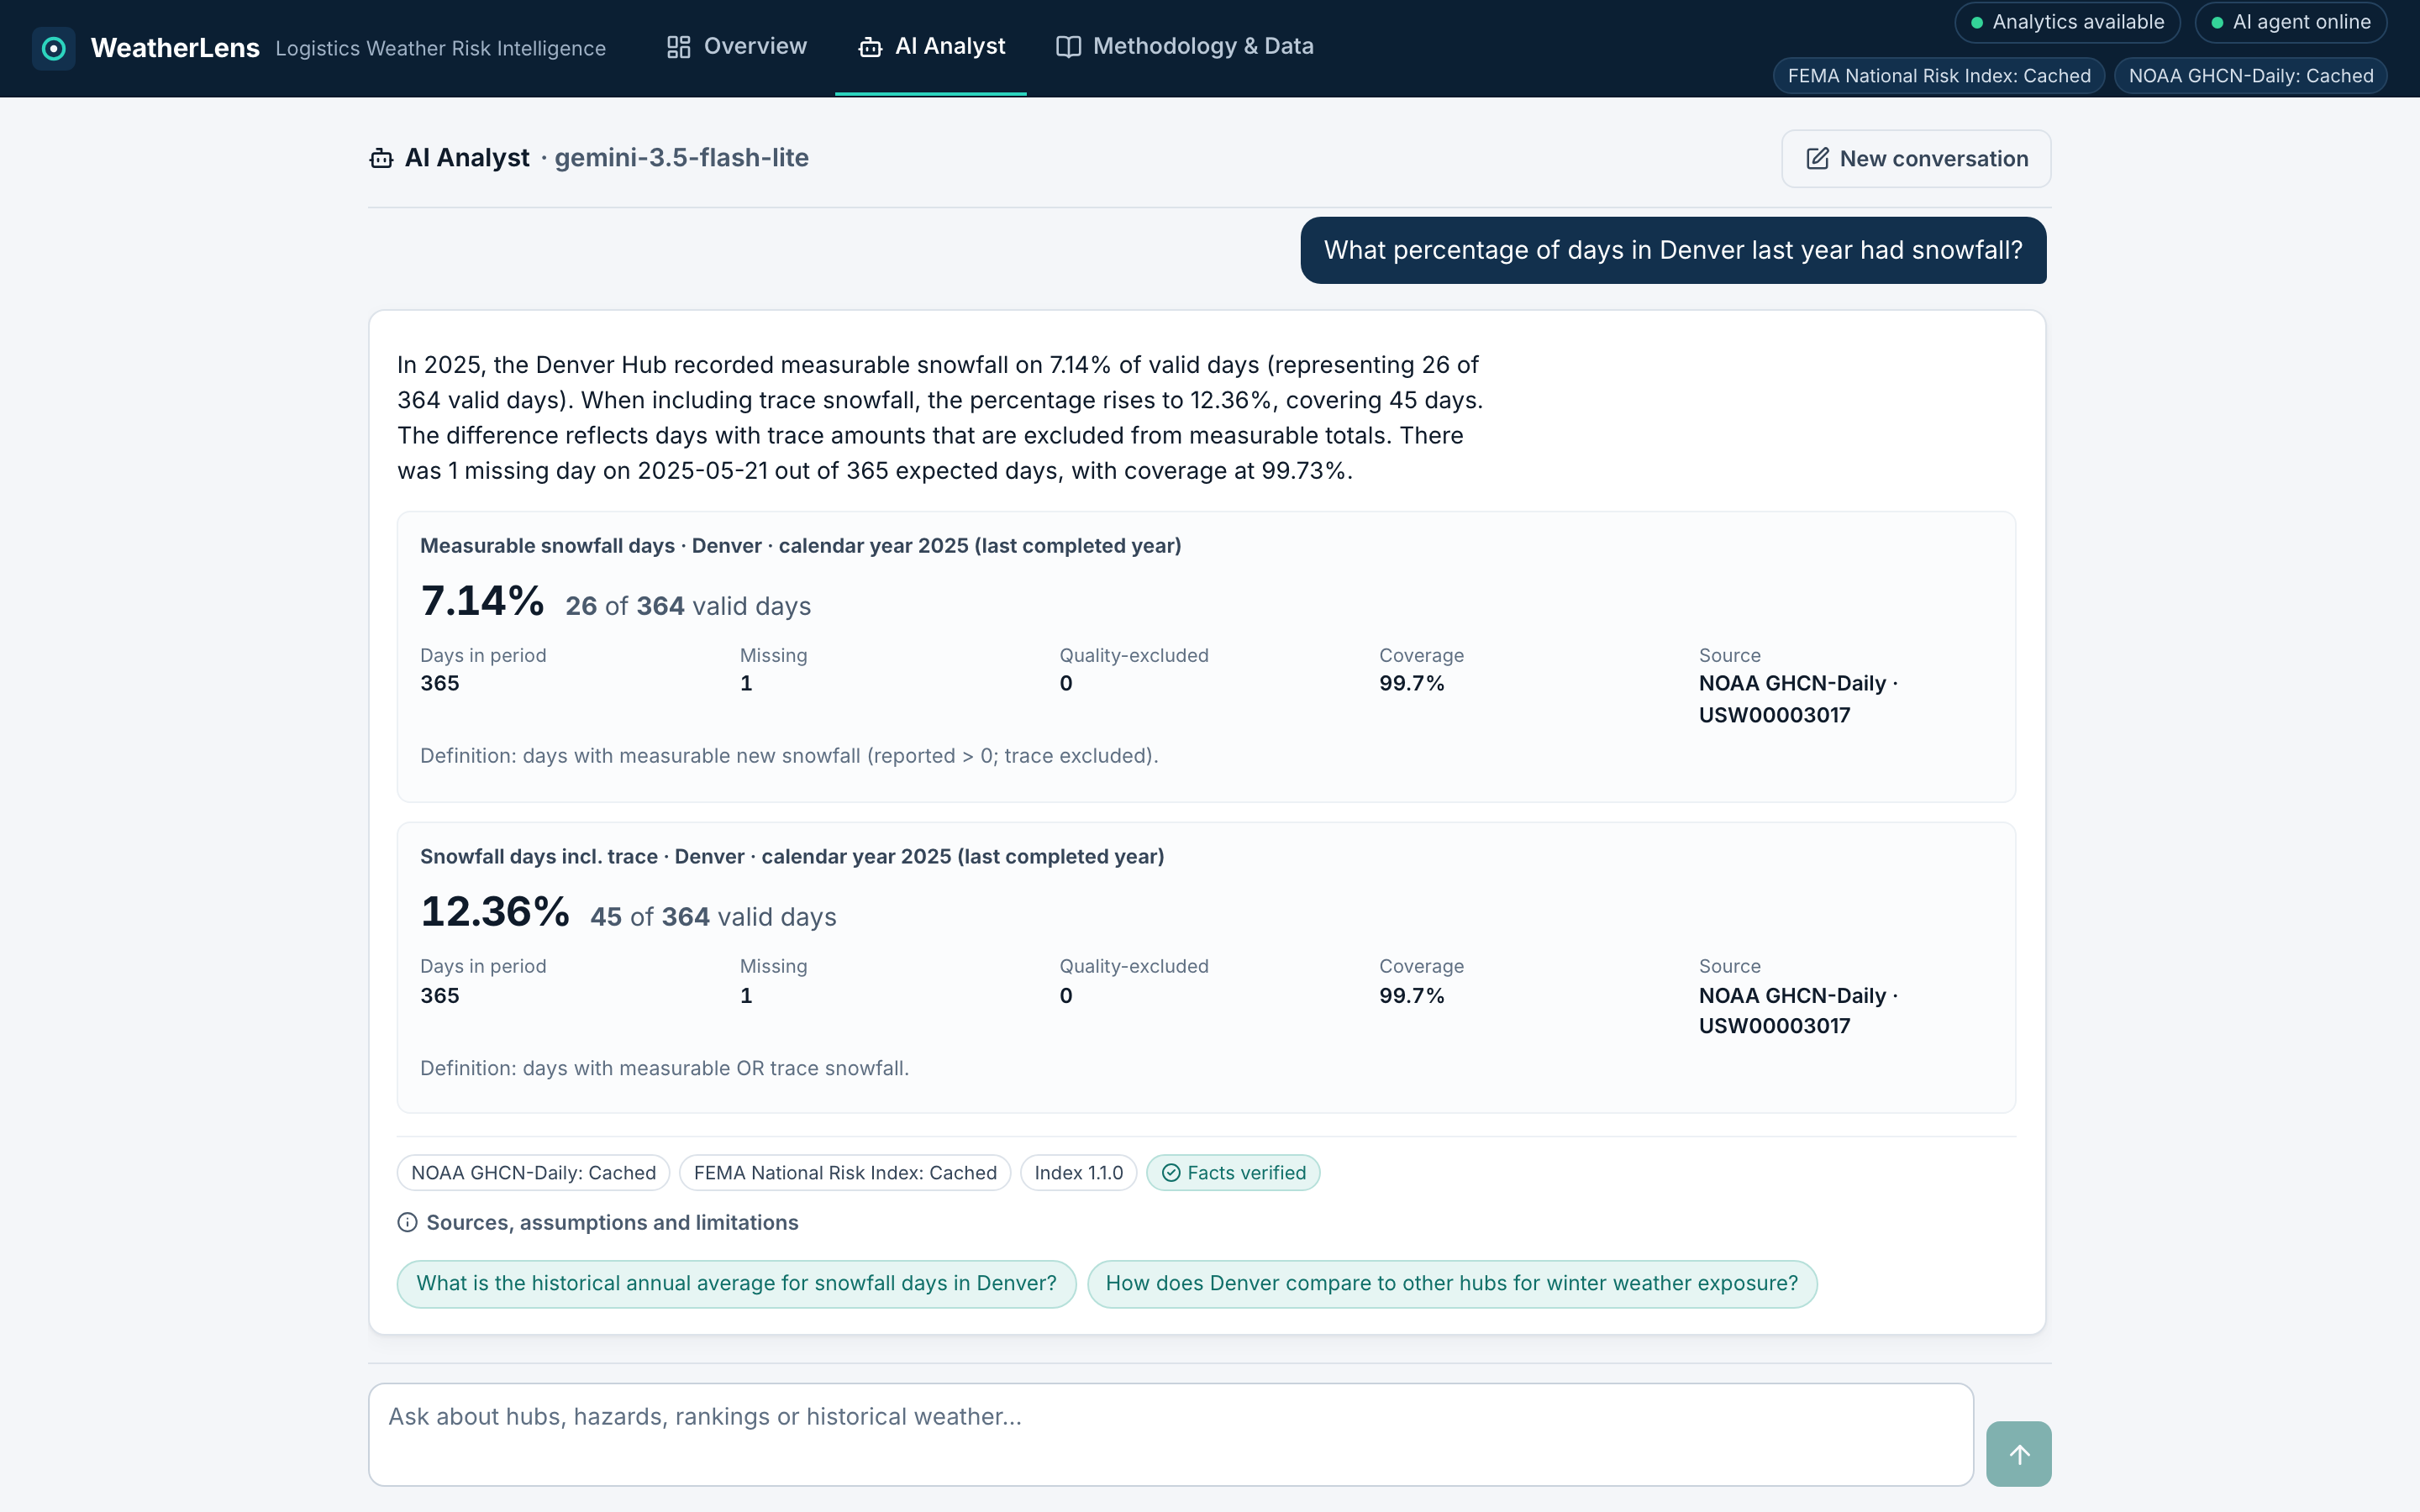 WeatherLens Logistics Weather Risk Intelligence
Overview
AI Analyst
Methodology & Data
Analytics available
AI agent online
FEMA National Risk Index: Cached
NOAA GHCN-Daily: Cached
AI Analyst · gemini-3.5-flash-lite
New conversation
What percentage of days in Denver last year had snowfall?
In 2025, the Denver Hub recorded measurable snowfall on 7.14% of valid days (representing 26 of
364 valid days). When including trace snowfall, the percentage rises to 12.36%, covering 45 days.
The difference reflects days with trace amounts that are excluded from measurable totals. There
was 1 missing day on 2025-05-21 out of 365 expected days, with coverage at 99.73%.
Measurable snowfall days · Denver · calendar year 2025 (last completed year)
7.14% 26 of 364 valid days
Days in period
365
Missing
1
Quality-excluded
0
Coverage
99.7%
Source
NOAA GHCN-Daily ·
USW00003017
Definition: days with measurable new snowfall (reported > 0; trace excluded).
Snowfall days incl. trace · Denver · calendar year 2025 (last completed year)
12.36% 45 of 364 valid days
Days in period
365
Missing
1
Quality-excluded
0
Coverage
99.7%
Source
NOAA GHCN-Daily ·
USW00003017
Definition: days with measurable OR trace snowfall.
NOAA GHCN-Daily: Cached
FEMA National Risk Index: Cached
Index 1.1.0
Facts verified
Sources, assumptions and limitations
What is the historical annual average for snowfall days in Denver?
How does Denver compare to other hubs for winter weather exposure?
Ask about hubs, hazards, rankings or historical weather...